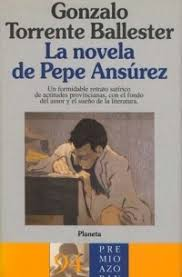 Gonzalo
Torrente Ballester
La novela
de Pepe Ansúrez
Un formidable retrato satírico
de actitudes provincianas, con el fondo
del amor y el sueño de la literatura.
Planeta
94
PREMIO AZORÍN